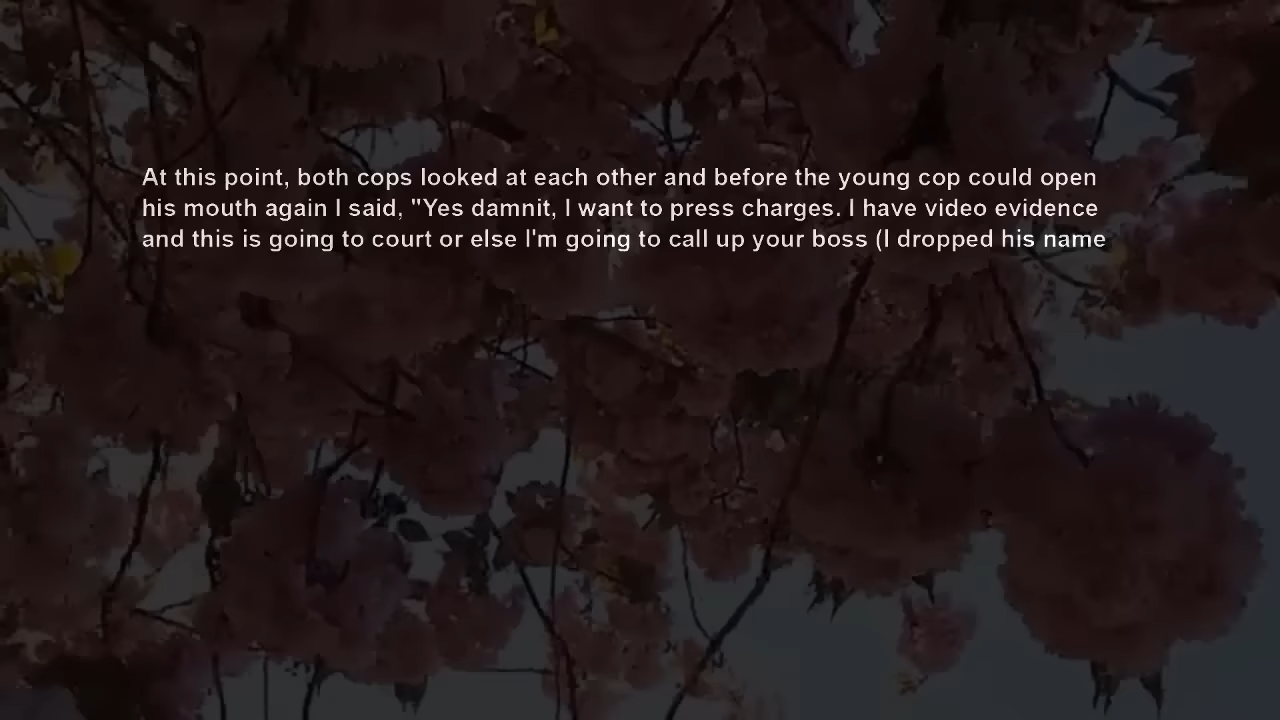 At this point, both cops looked at each other and before the young cop could open
his mouth again I said, "Yes damnit, I want to press charges. I have video evidence
and this is going to court or else I'm going to call up your boss (I dropped his name